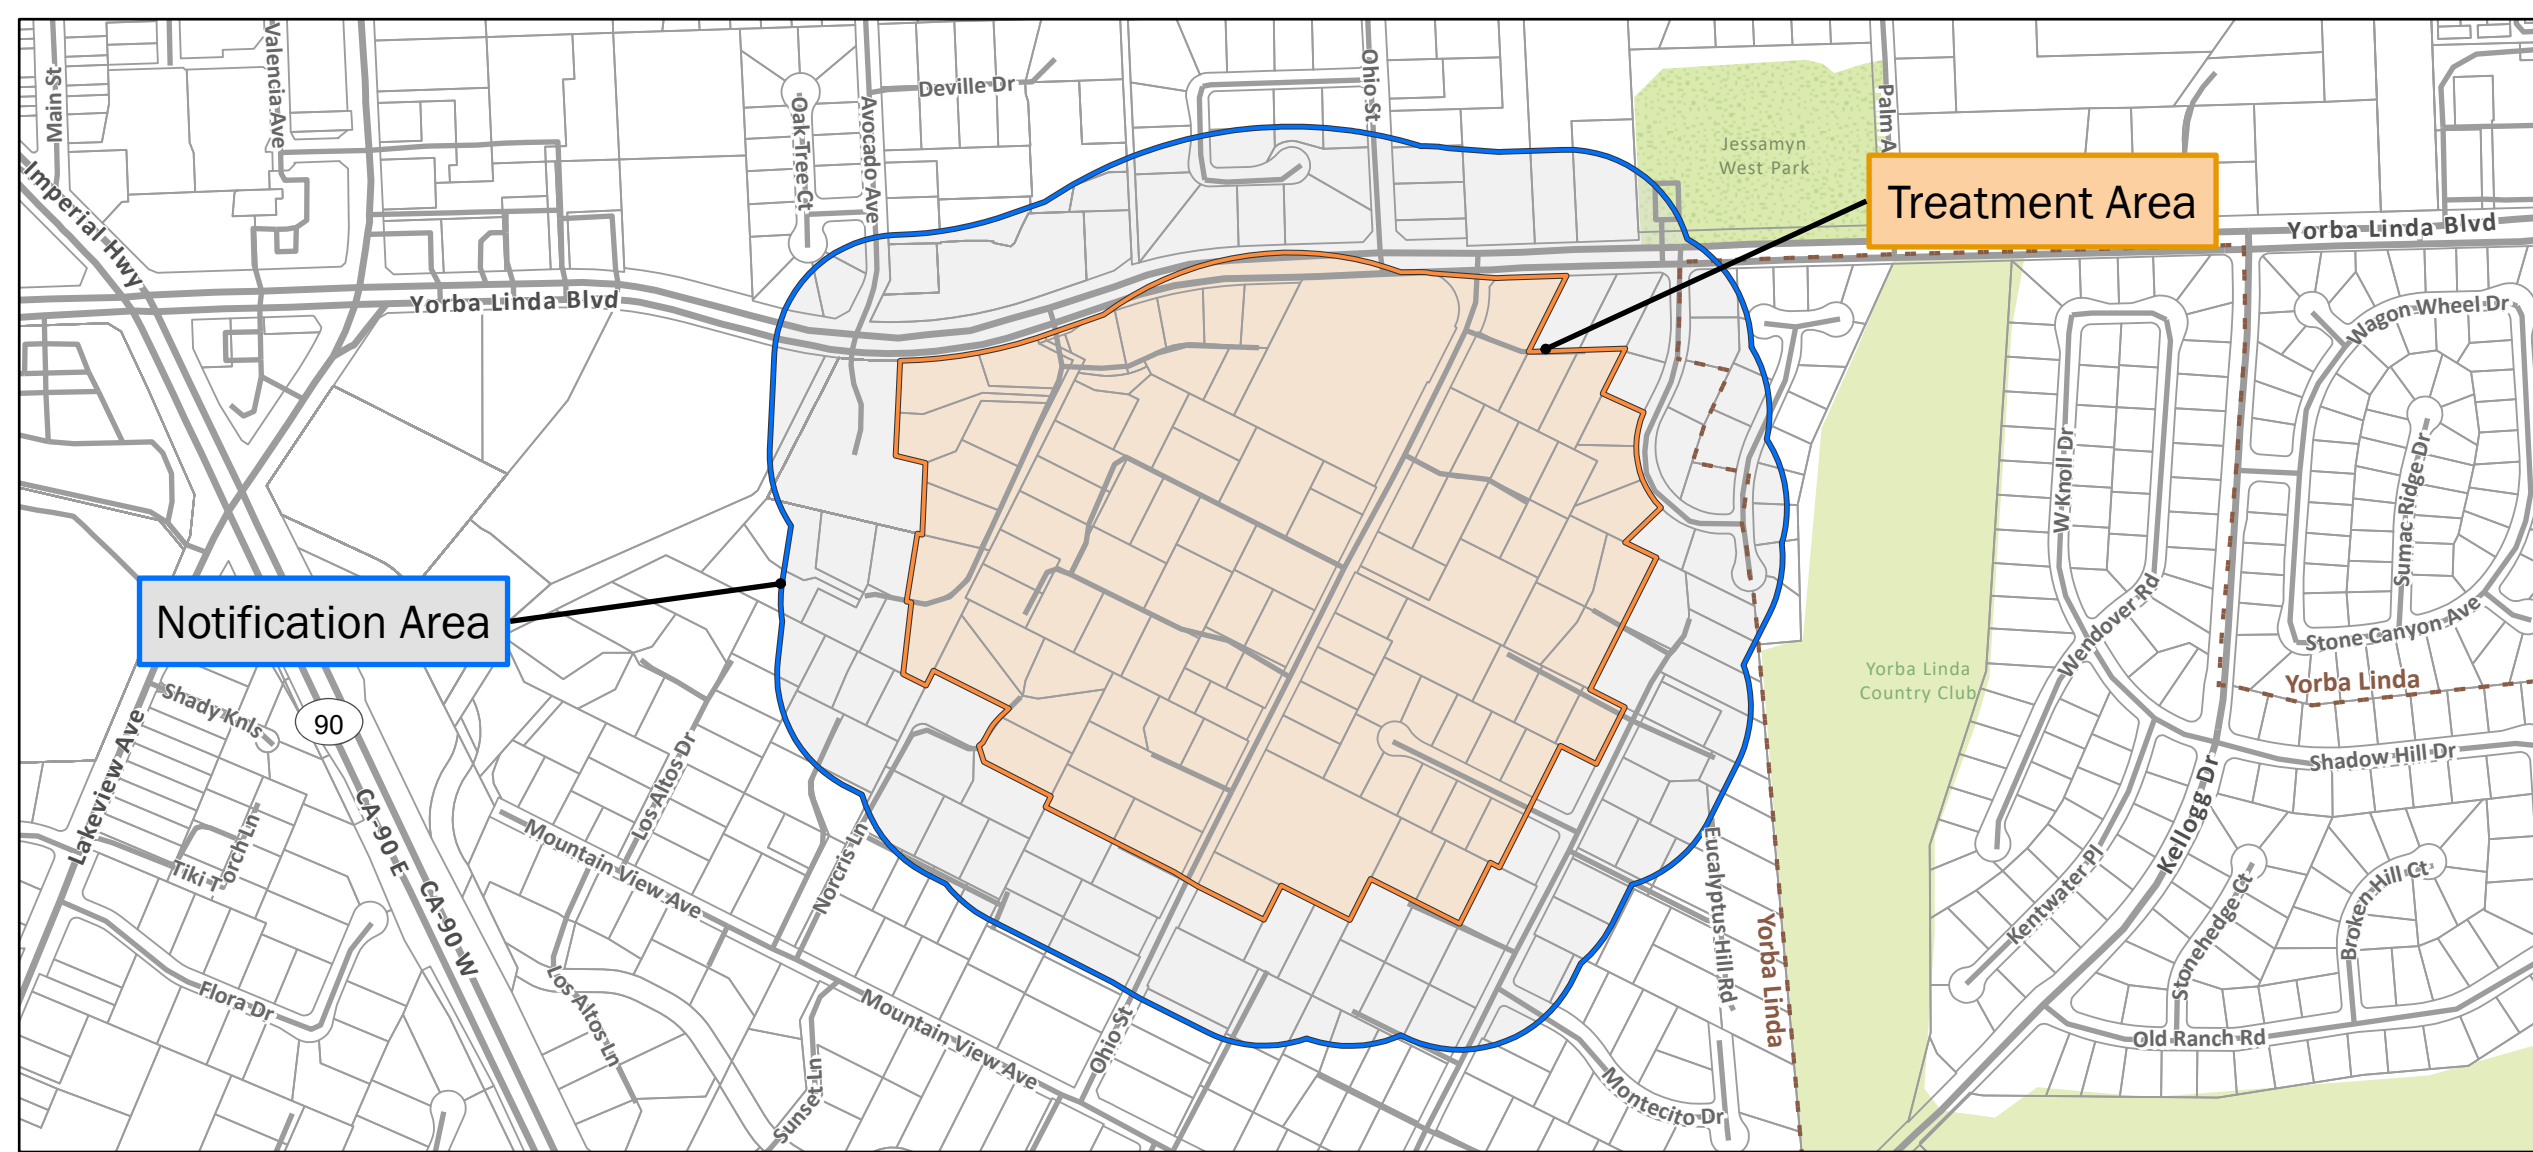 Main St
Valencia Ave
Imperial Hwy
Oak Tree Ct
Avocado Ave
Deville Dr
Ohio St
Jessamyn
West Park
Palm A
Treatment Area
Yorba Linda Blvd
Yorba Linda Blvd
Wagon Wheel Dr
W Knoll Dr
Sumac Ridge Dr
Notification Area
Wendover Rd
Stone Canyon Ave
Yorba Linda
Country Club
Yorba Linda
Shady Knls
90
Lakeview Ave
Los Altos Dr
Shadow Hill Dr
Kellogg Dr
Tiki Torch Ln
CA-90 E
CA-90 W
Mountain View Ave
Norcris Ln
Eucalyptus Hill Rd
Yorba Linda
Kentwater Pl
Stonehedge Ct
Broken Hill Ct
Flora Dr
Los Altos Ln
Mountain View Ave
Sunset Ln
Ohio St
Old Ranch Rd
Montecito Dr